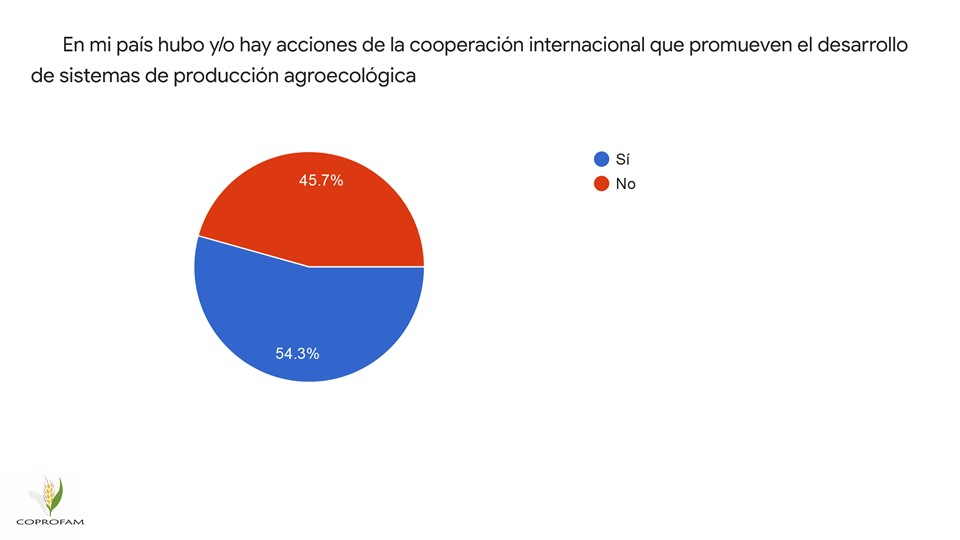 En mi país hubo y/o hay acciones de la cooperación internacional que promueven el desarrollo
de sistemas de producción agroecológica
Sí
No
45.7%
54.3%
COPROFAM